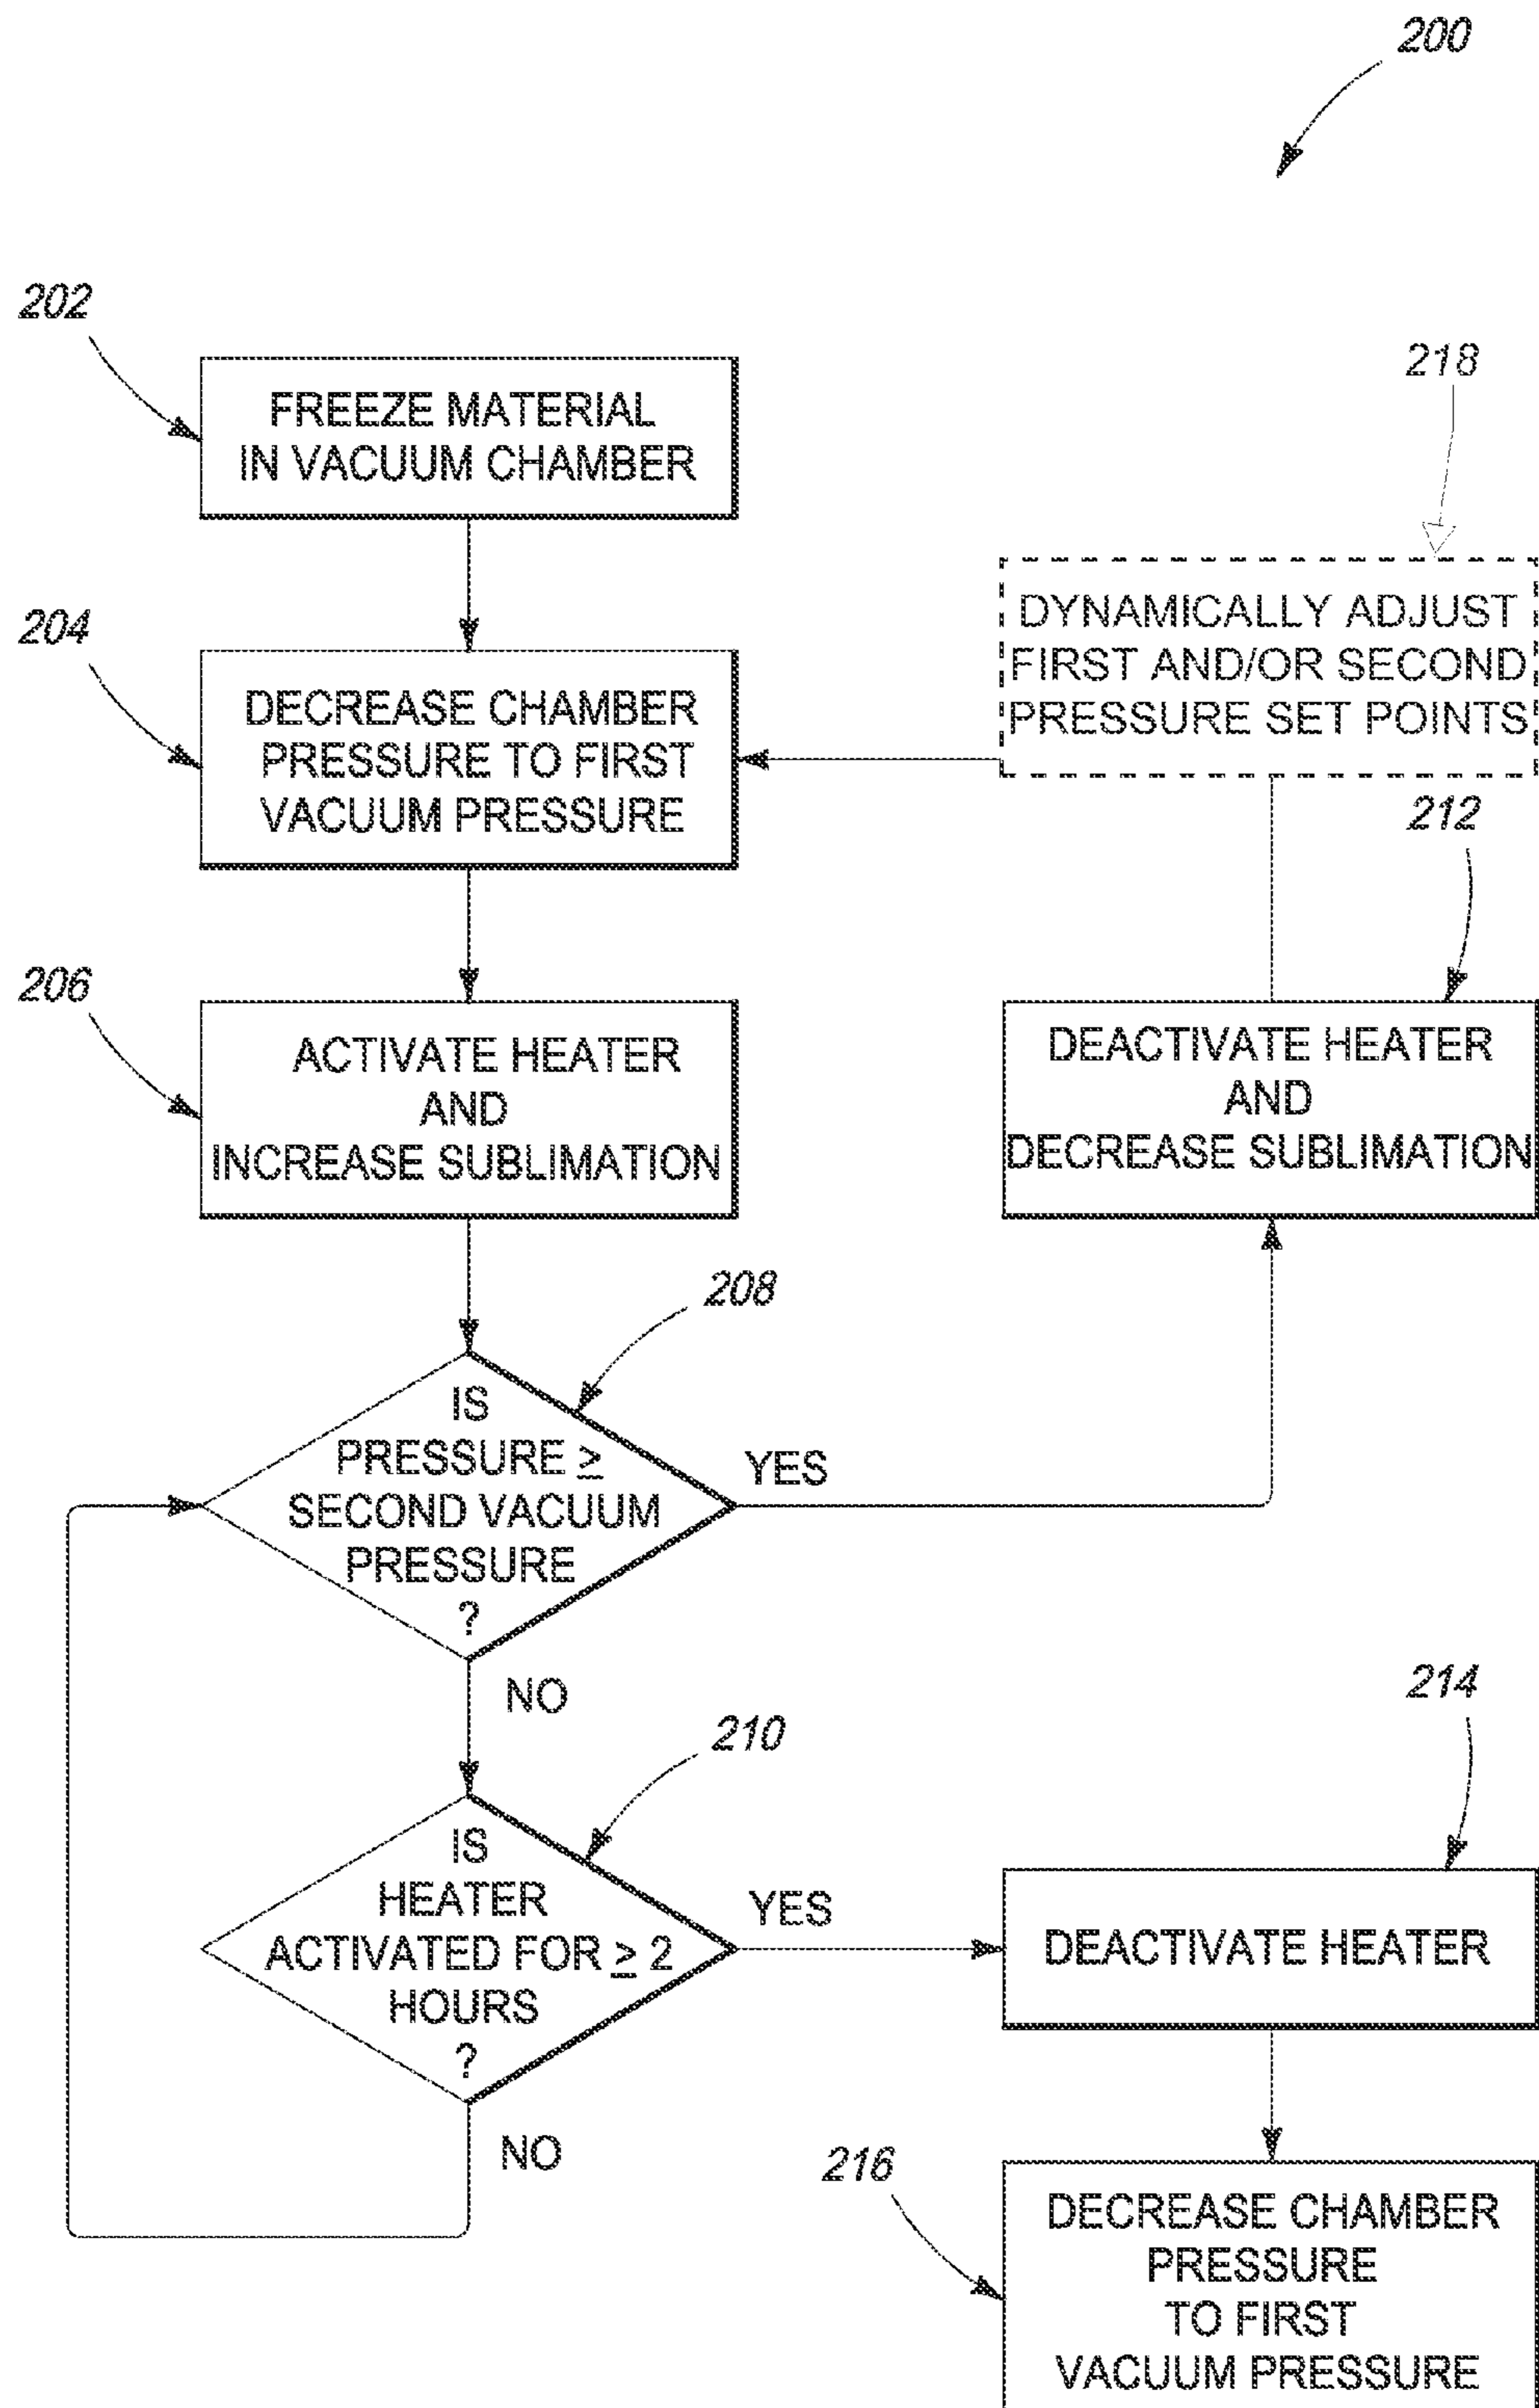 200
202
FREEZE MATERIAL
IN VACUUM CHAMBER
218
DYNAMICALLY ADJUST
FIRST AND/OR SECOND
PRESSURE SET POINTS
204
DECREASE CHAMBER
PRESSURE TO FIRST
VACUUM PRESSURE
212
206
ACTIVATE HEATER
AND
INCREASE SUBLIMATION
DEACTIVATE HEATER
AND
DECREASE SUBLIMATION
208
IS
PRESSURE ≥
SECOND VACUUM
PRESSURE
?
YES
NO
210
IS
HEATER
ACTIVATED FOR ≥ 2
HOURS
?
YES
NO
214
DEACTIVATE HEATER
216
DECREASE CHAMBER
PRESSURE
TO FIRST
VACUUM PRESSURE